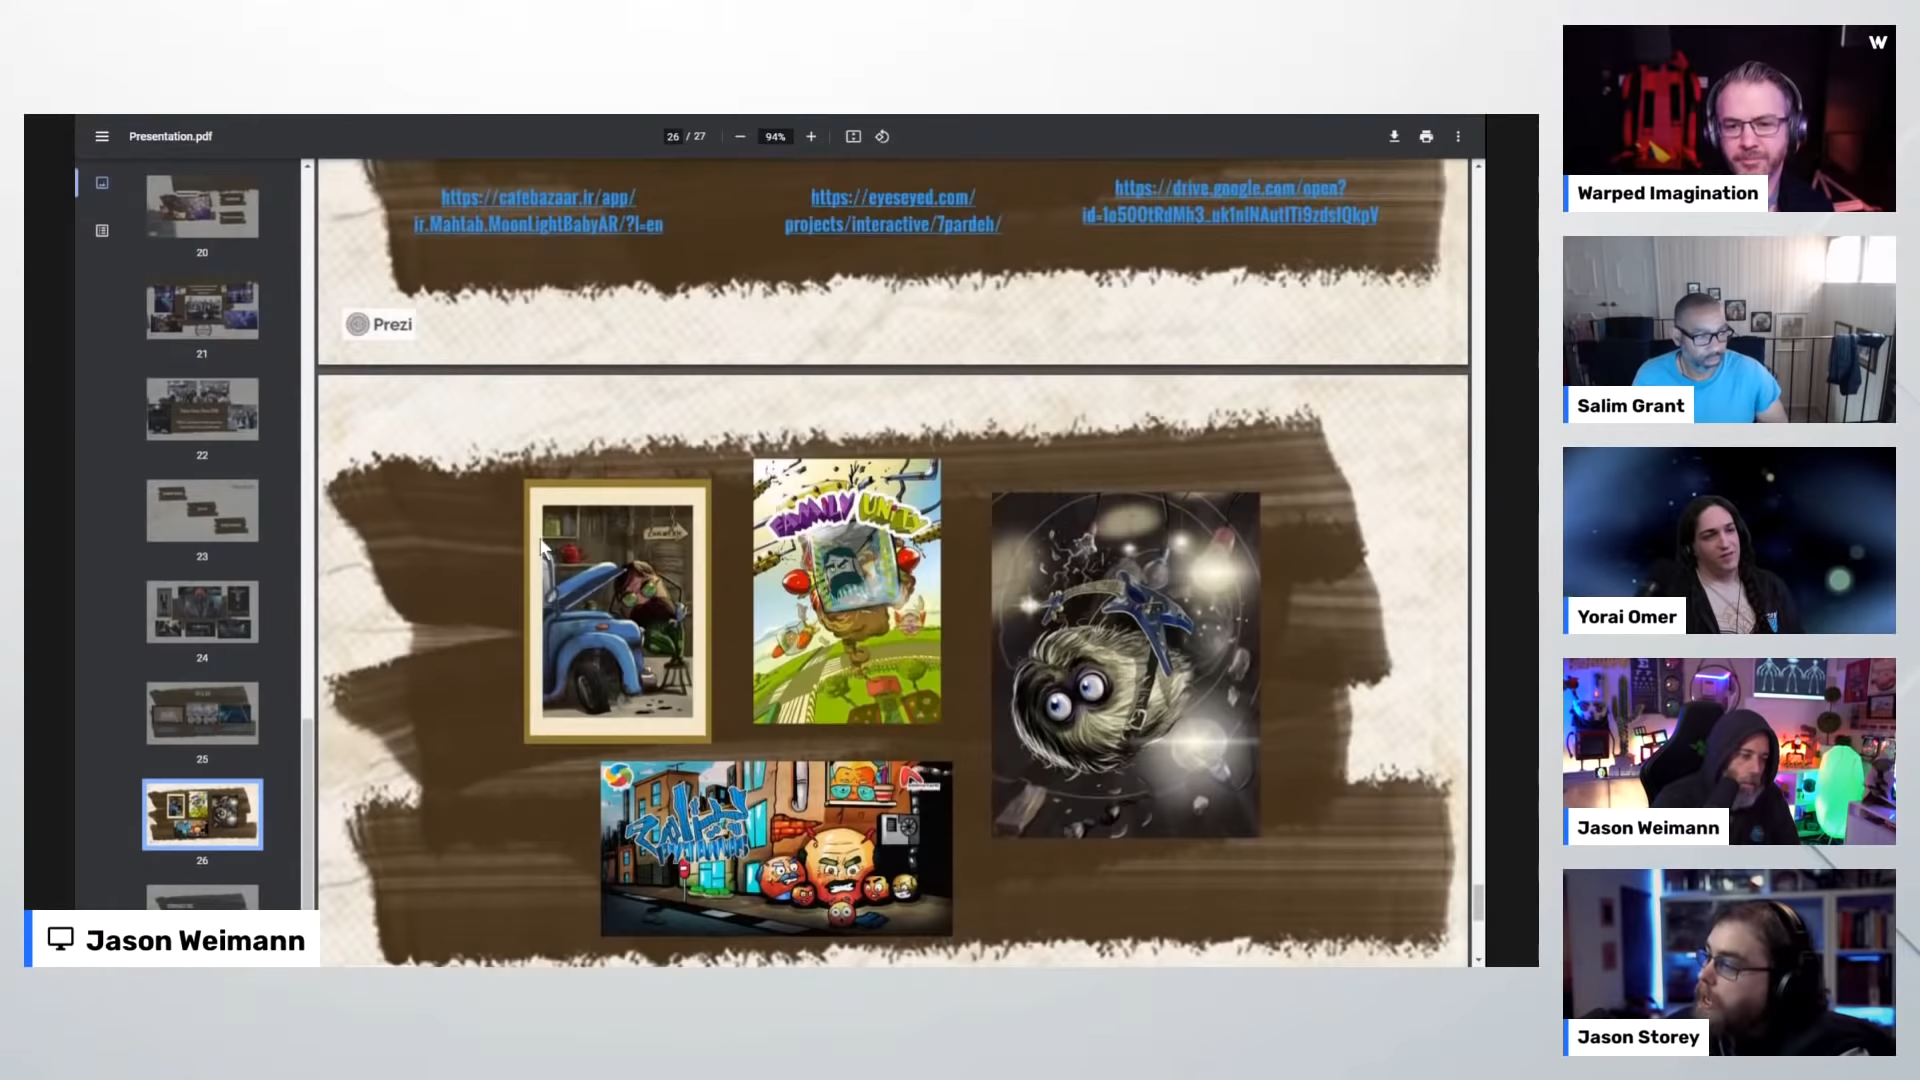 Presentation.pdf
26 / 27
94%
https://cafebazaar.ir/app/
ir.Mahtab.MoonLightBabyAR/?l=en
https://eyeseyed.com/
projects/interactive/7pardeh/
https://drive.google.com/open?
Prezi
20
21
22
23
24
25
26
FAMILY UNITY
Jason Weimann
W
Warped Imagination
Salim Grant
Yorai Omer
Jason Weimann
Jason Storey